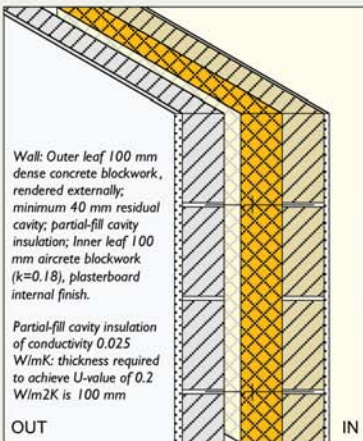 Wall: Outer leaf 100 mm
dense concrete blockwork,
rendered externally;
minimum 40 mm residual
cavity; partial-fill cavity
insulation; Inner leaf 100
mm aircrete blockwork
(k=0.18), plasterboard
internal finish.
Partial-fill cavity insulation
of conductivity 0.025
W/mK: thickness required
to achieve U-value of 0.2
W/m2K is 100 mm
OUT
IN